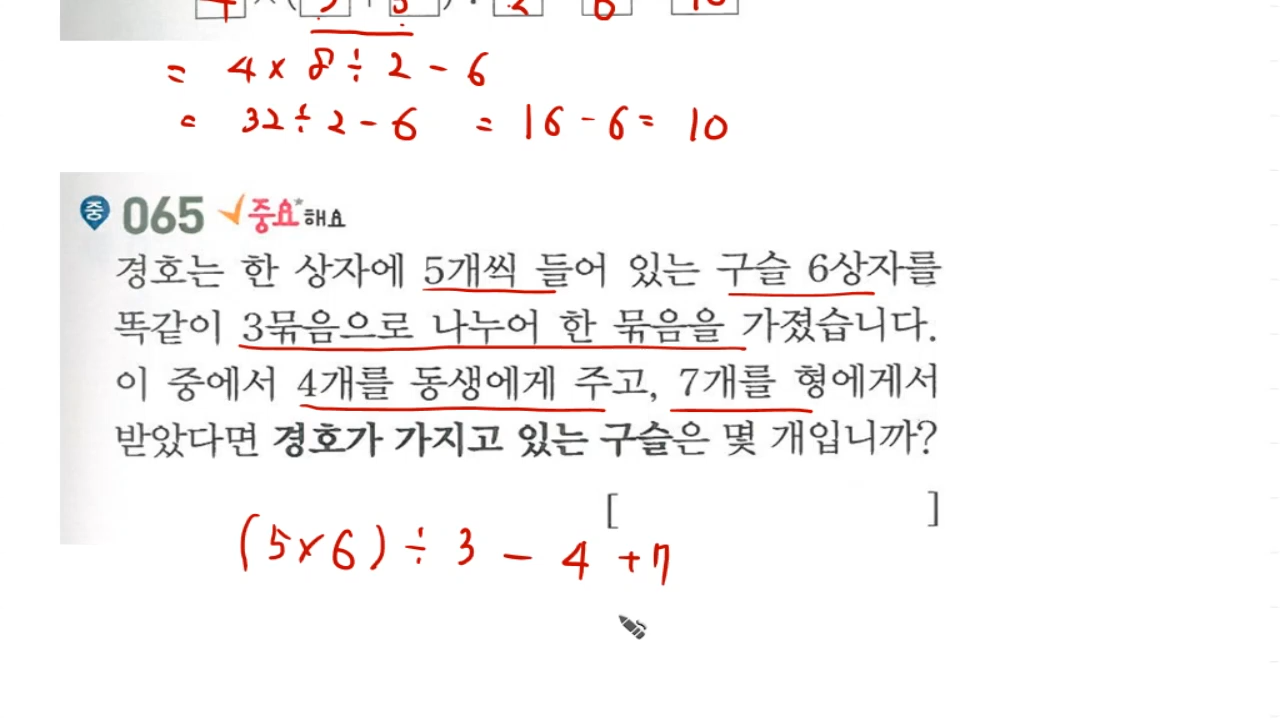 = 4 × 8 ÷ 2 - 6
= 32 ÷ 2 - 6 = 16 - 6 = 10
중 065 중요해요
경호는 한 상자에 5개씩 들어 있는 구슬 6상자를
똑같이 3묶음으로 나누어 한 묶음을 가졌습니다.
이 중에서 4개를 동생에게 주고, 7개를 형에게서
받았다면 경호가 가지고 있는 구슬은 몇 개입니까?
[ ]
(5×6) ÷ 3 - 4 + 7